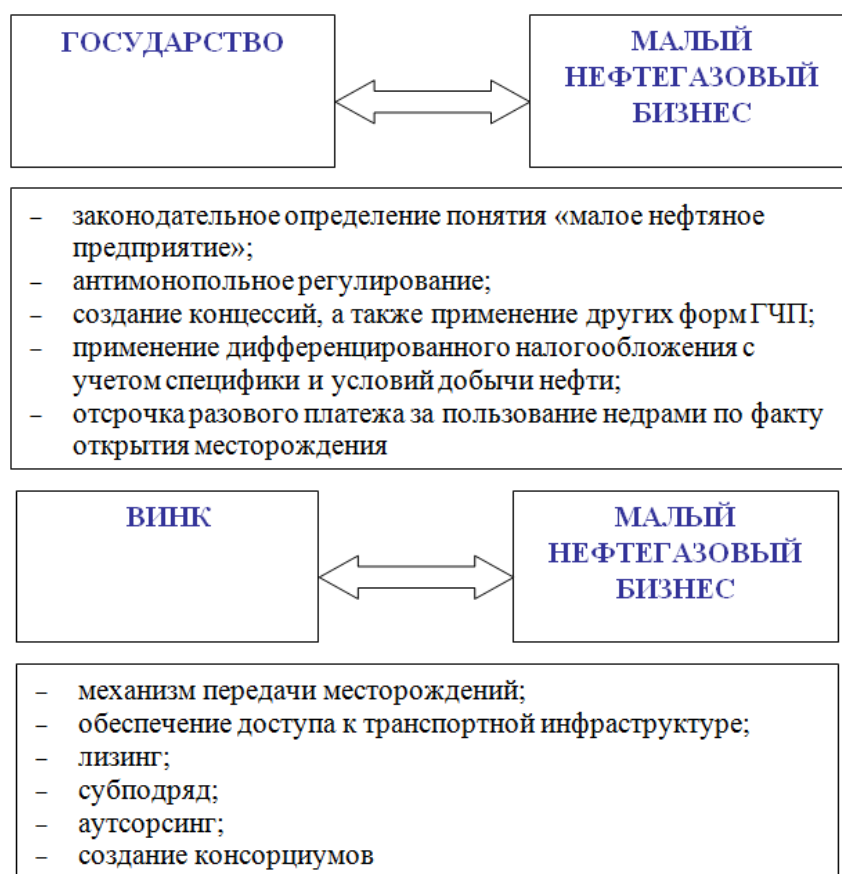 ГОСУДАРСТВО
МАЛЫЙ
НЕФТЕГАЗОВЫЙ
БИЗНЕС
– законодательное определение понятия «малое нефтяное
предприятие»;
– антимонопольное регулирование;
– создание концессий, а также применение других форм ГЧП;
– применение дифференцированного налогообложения с
учетом специфики и условий добычи нефти;
– отсрочка разового платежа за пользование недрами по факту
открытия месторождения
ВИНК
МАЛЫЙ
НЕФТЕГАЗОВЫЙ
БИЗНЕС
– механизм передачи месторождений;
– обеспечение доступа к транспортной инфраструктуре;
– лизинг;
– субподряд;
– аутсорсинг;
– создание консорциумов